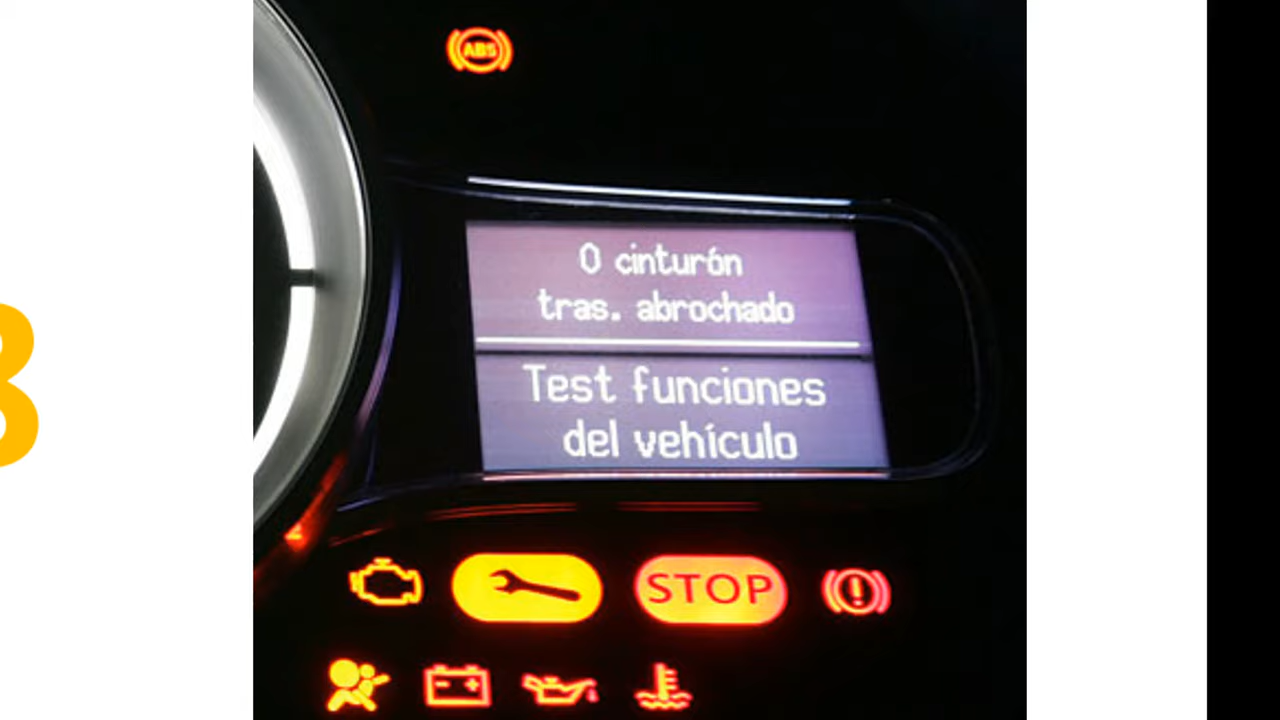 ABS
0 cinturón
tras. abrochado
Test funciones
del vehículo
STOP